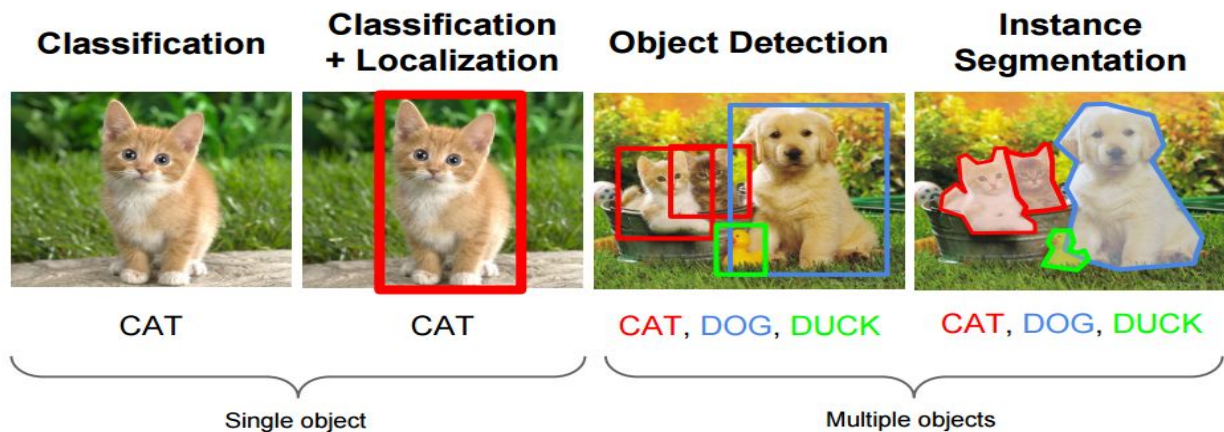 Classification
Classification
+ Localization
Object Detection
Instance
Segmentation
CAT
CAT
CAT, DOG, DUCK
CAT, DOG, DUCK
Single object
Multiple objects